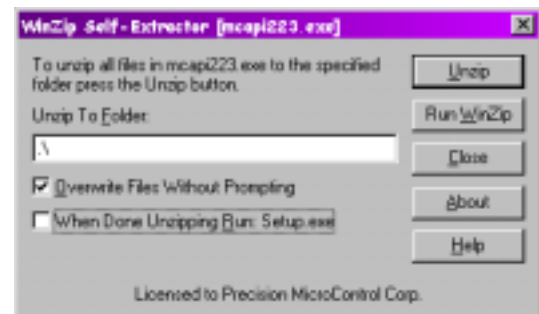 WinZip Self-Extractor [mcapi223.exe]
To unzip all files in mcapi223.exe to the specified
folder press the Unzip button.
Unzip To Folder:
.\
Overwrite Files Without Prompting
When Done Unzipping Run: Setup.exe
Unzip
Run WinZip
Close
About
Help
Licensed to Precision MicroControl Corp.